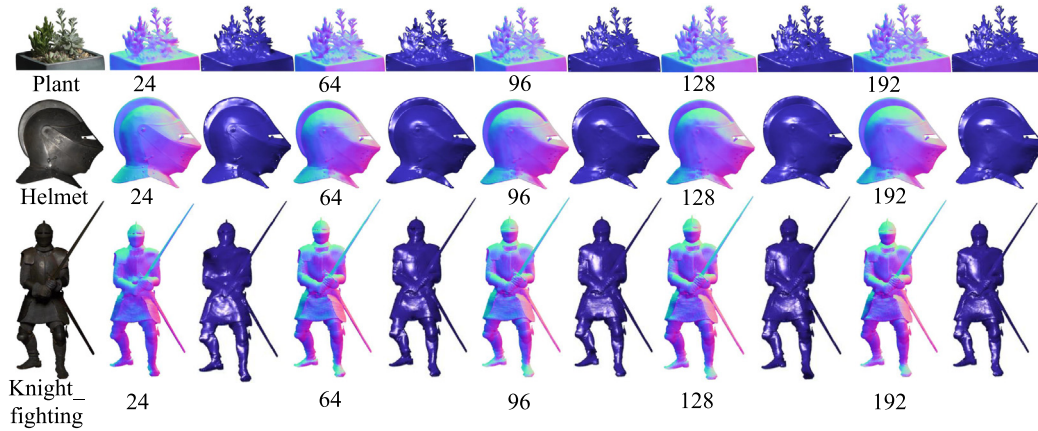 Plant 24 64 96 128 192
Helmet 24 64 96 128 192
Knight_
fighting 24 64 96 128 192